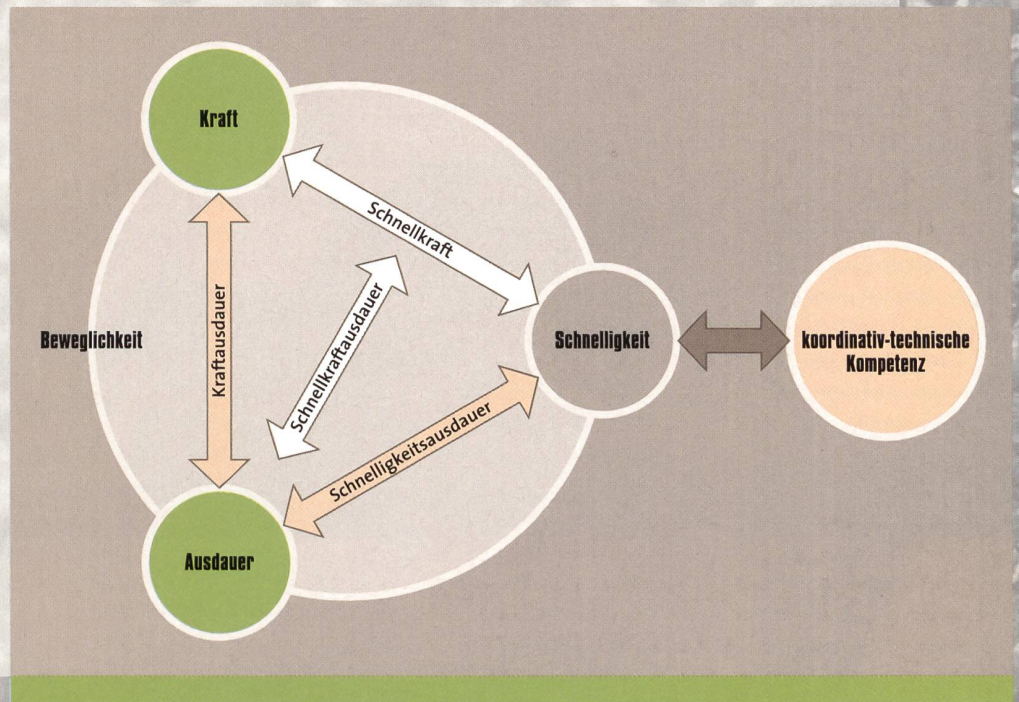 Kraft
Schnellkraft
Schnellkraftausdauer
Kraftausdauer
Beweglichkeit
Schnelligkeit
koordinativ-technische
Kompetenz
Schnelligkeitsausdauer
Ausdauer